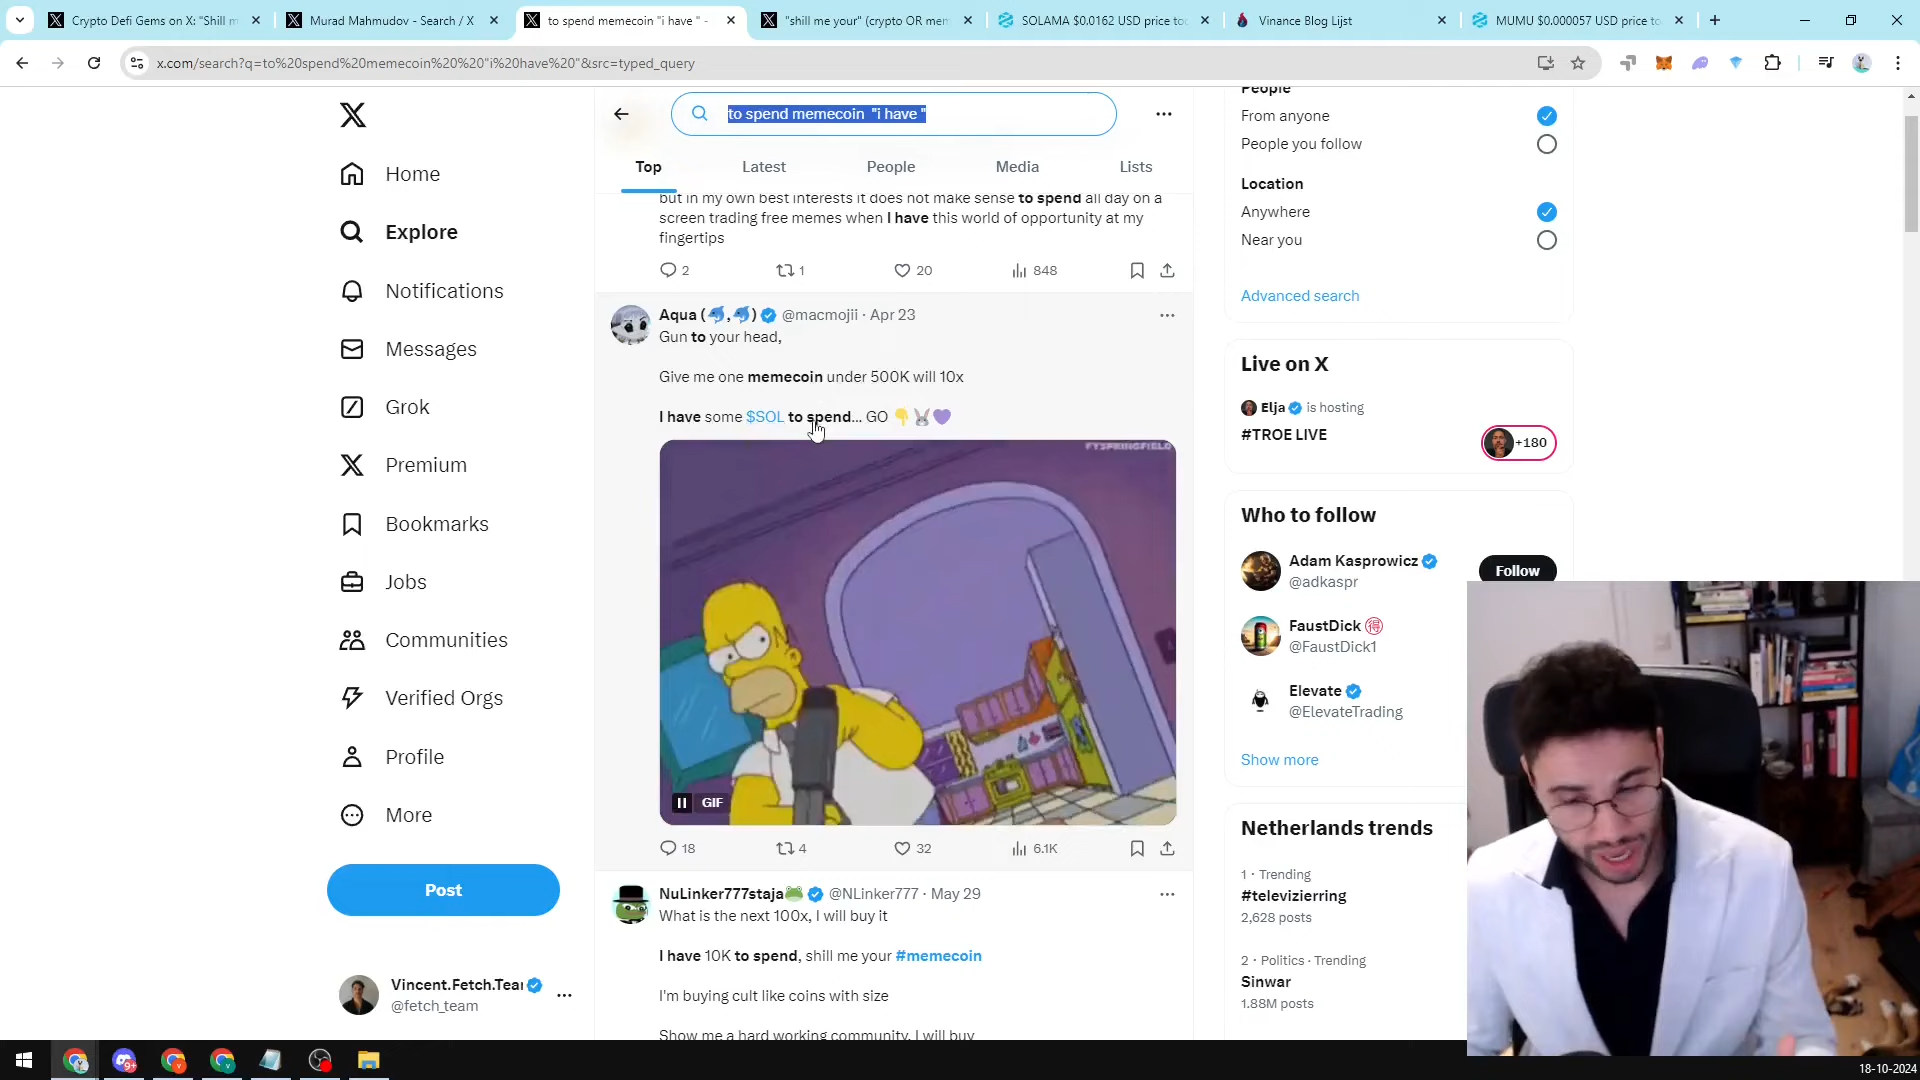 Crypto Defi Gems on X: "Shill m
Murad Mahmudov - Search / X
to spend memecoin "i have " -
"shill me your" (crypto OR mem
SOLAMA $0.0162 USD price to
Vinance Blog Lijst
MUMU $0.000057 USD price to
x.com/search?q=to%20spend%20memecoin%20%20"i%20have%20"&src=typed_query
to spend memecoin  "i have "
Top
Latest
People
Media
Lists
Home
Explore
Notifications
Messages
Grok
Premium
Bookmarks
Jobs
Communities
Verified Orgs
Profile
More
Post
Vincent.Fetch.Tea
@fetch_team
but in my own best interests it does not make sense to spend all day on a
screen trading free memes when I have this world of opportunity at my
fingertips
2
1
20
848
Aqua (🐬,🐬) @macmojii · Apr 23
Gun to your head,
Give me one memecoin under 500K will 10x
I have some $SOL to spend... GO 👇🐰💜
FYSPRINGFIELD
GIF
18
4
32
6.1K
NuLinker777staja🐸 @NLinker777 · May 29
What is the next 100x, I will buy it
I have 10K to spend, shill me your #memecoin
I'm buying cult like coins with size
Show me a hard working community, I will buy
People
From anyone
People you follow
Location
Anywhere
Near you
Advanced search
Live on X
Elja is hosting
#TROE LIVE
+180
Who to follow
Adam Kasprowicz
@adkaspr
Follow
FaustDick
@FaustDick1
Elevate
@ElevateTrading
Show more
Netherlands trends
1 · Trending
#televizierring
2,628 posts
2 · Politics · Trending
Sinwar
1.88M posts
9+
18-10-2024